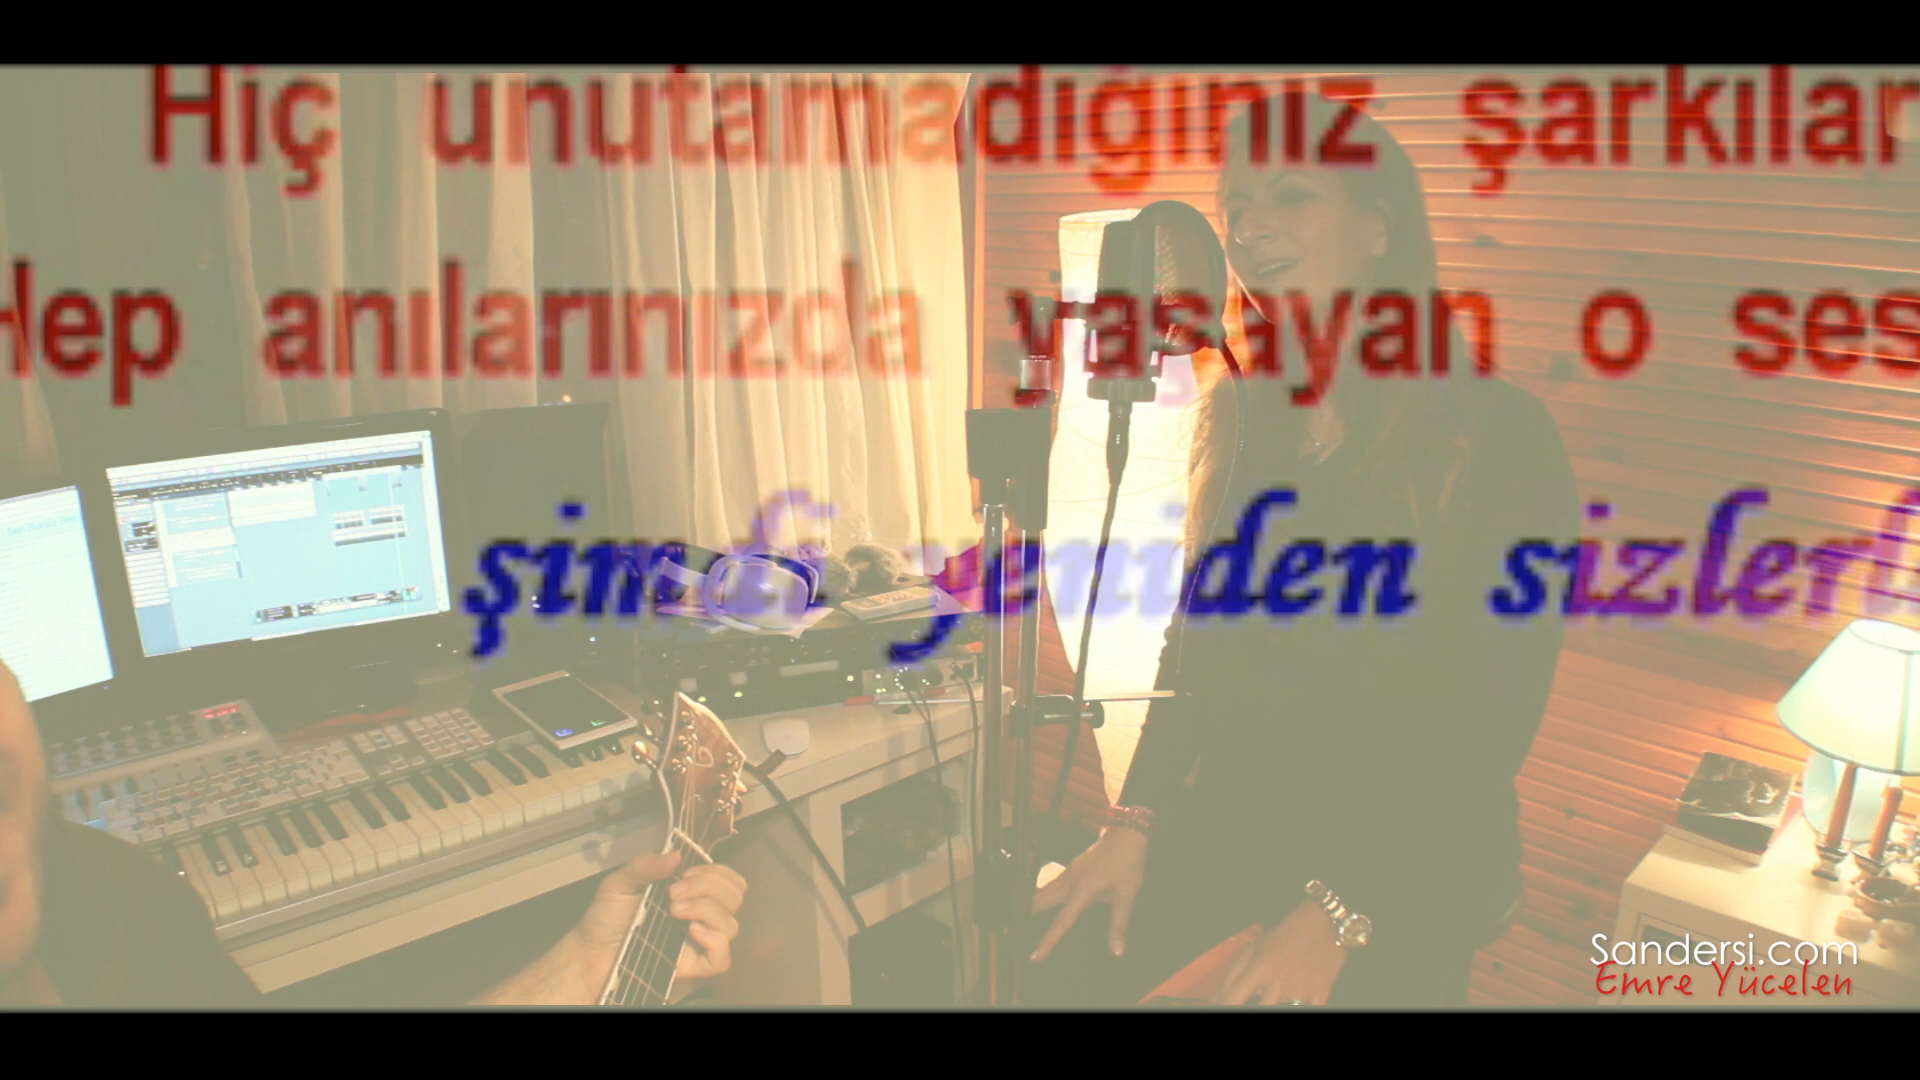 Hiç unutamadığınız şarkılar
Hep anılarınızda yaşayan o ses
şimdi yeniden sizlerl
Sandersi.com
Emre Yücelen